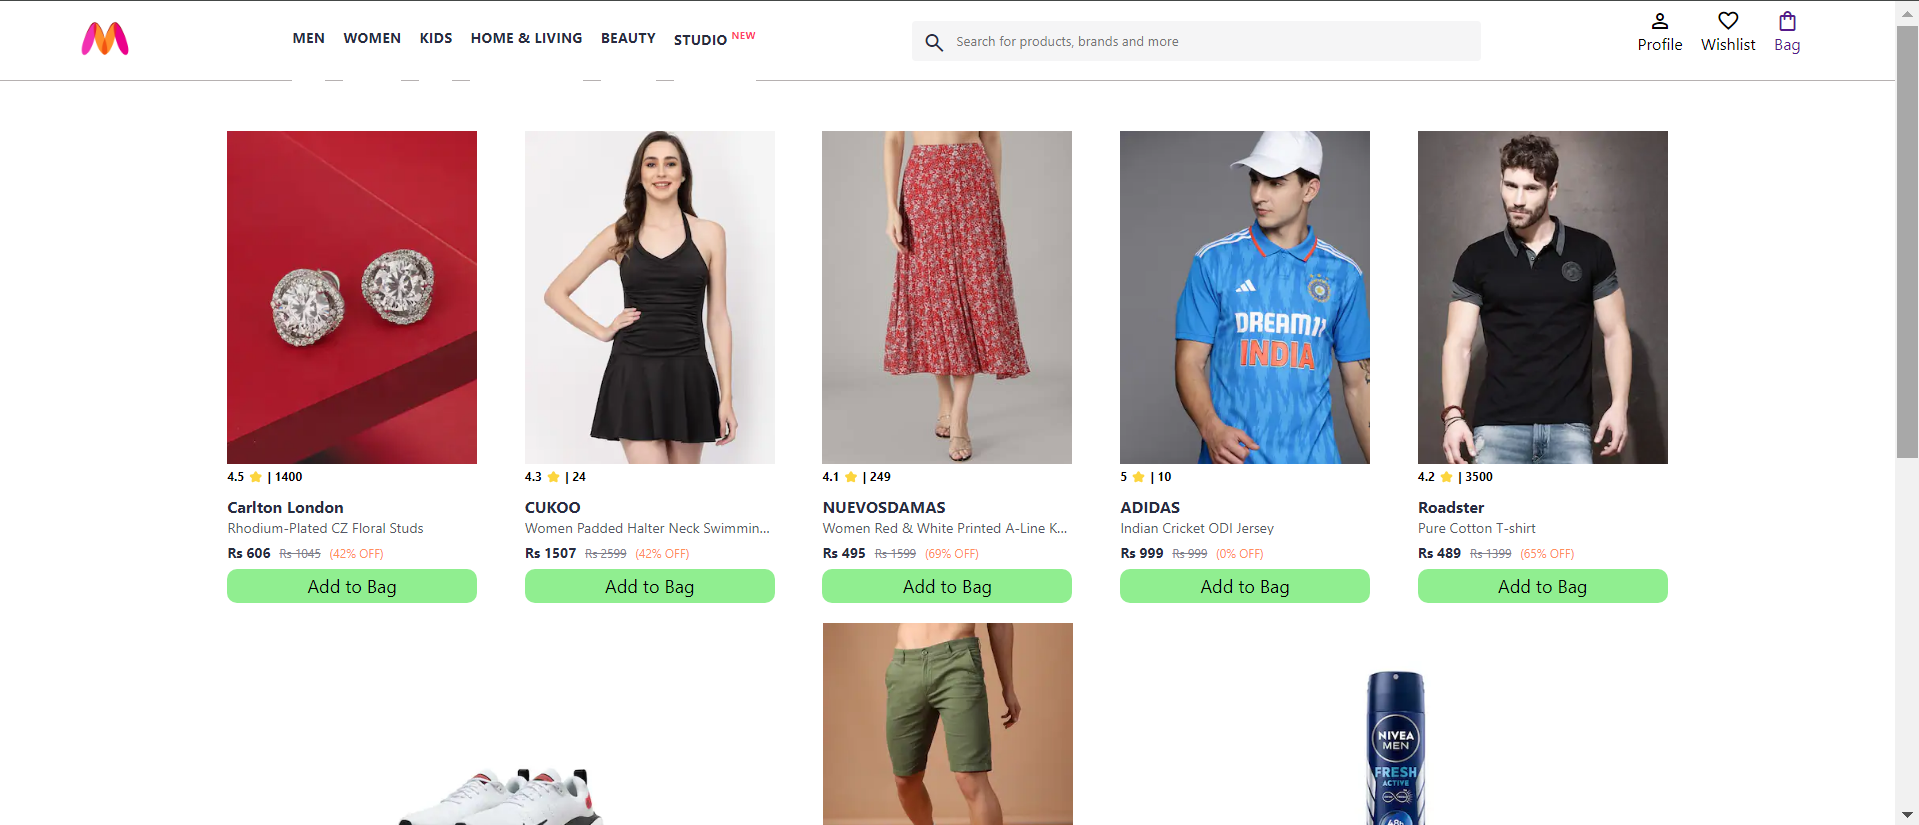 MEN WOMEN KIDS HOME & LIVING BEAUTY STUDIO NEW
Search for products, brands and more
Profile Wishlist Bag
DREAM11
INDIA
4.5 ⭐ | 1400
Carlton London
Rhodium-Plated CZ Floral Studs
Rs 606 Rs 1045 (42% OFF)
Add to Bag
4.3 ⭐ | 24
CUKOO
Women Padded Halter Neck Swimmin...
Rs 1507 Rs 2599 (42% OFF)
Add to Bag
4.1 ⭐ | 249
NUEVOSDAMAS
Women Red & White Printed A-Line K...
Rs 495 Rs 1599 (69% OFF)
Add to Bag
5 ⭐ | 10
ADIDAS
Indian Cricket ODI Jersey
Rs 999 Rs 999 (0% OFF)
Add to Bag
4.2 ⭐ | 3500
Roadster
Pure Cotton T-shirt
Rs 489 Rs 1399 (65% OFF)
Add to Bag
NIVEA
MEN
FRESH
ACTIVE
48h